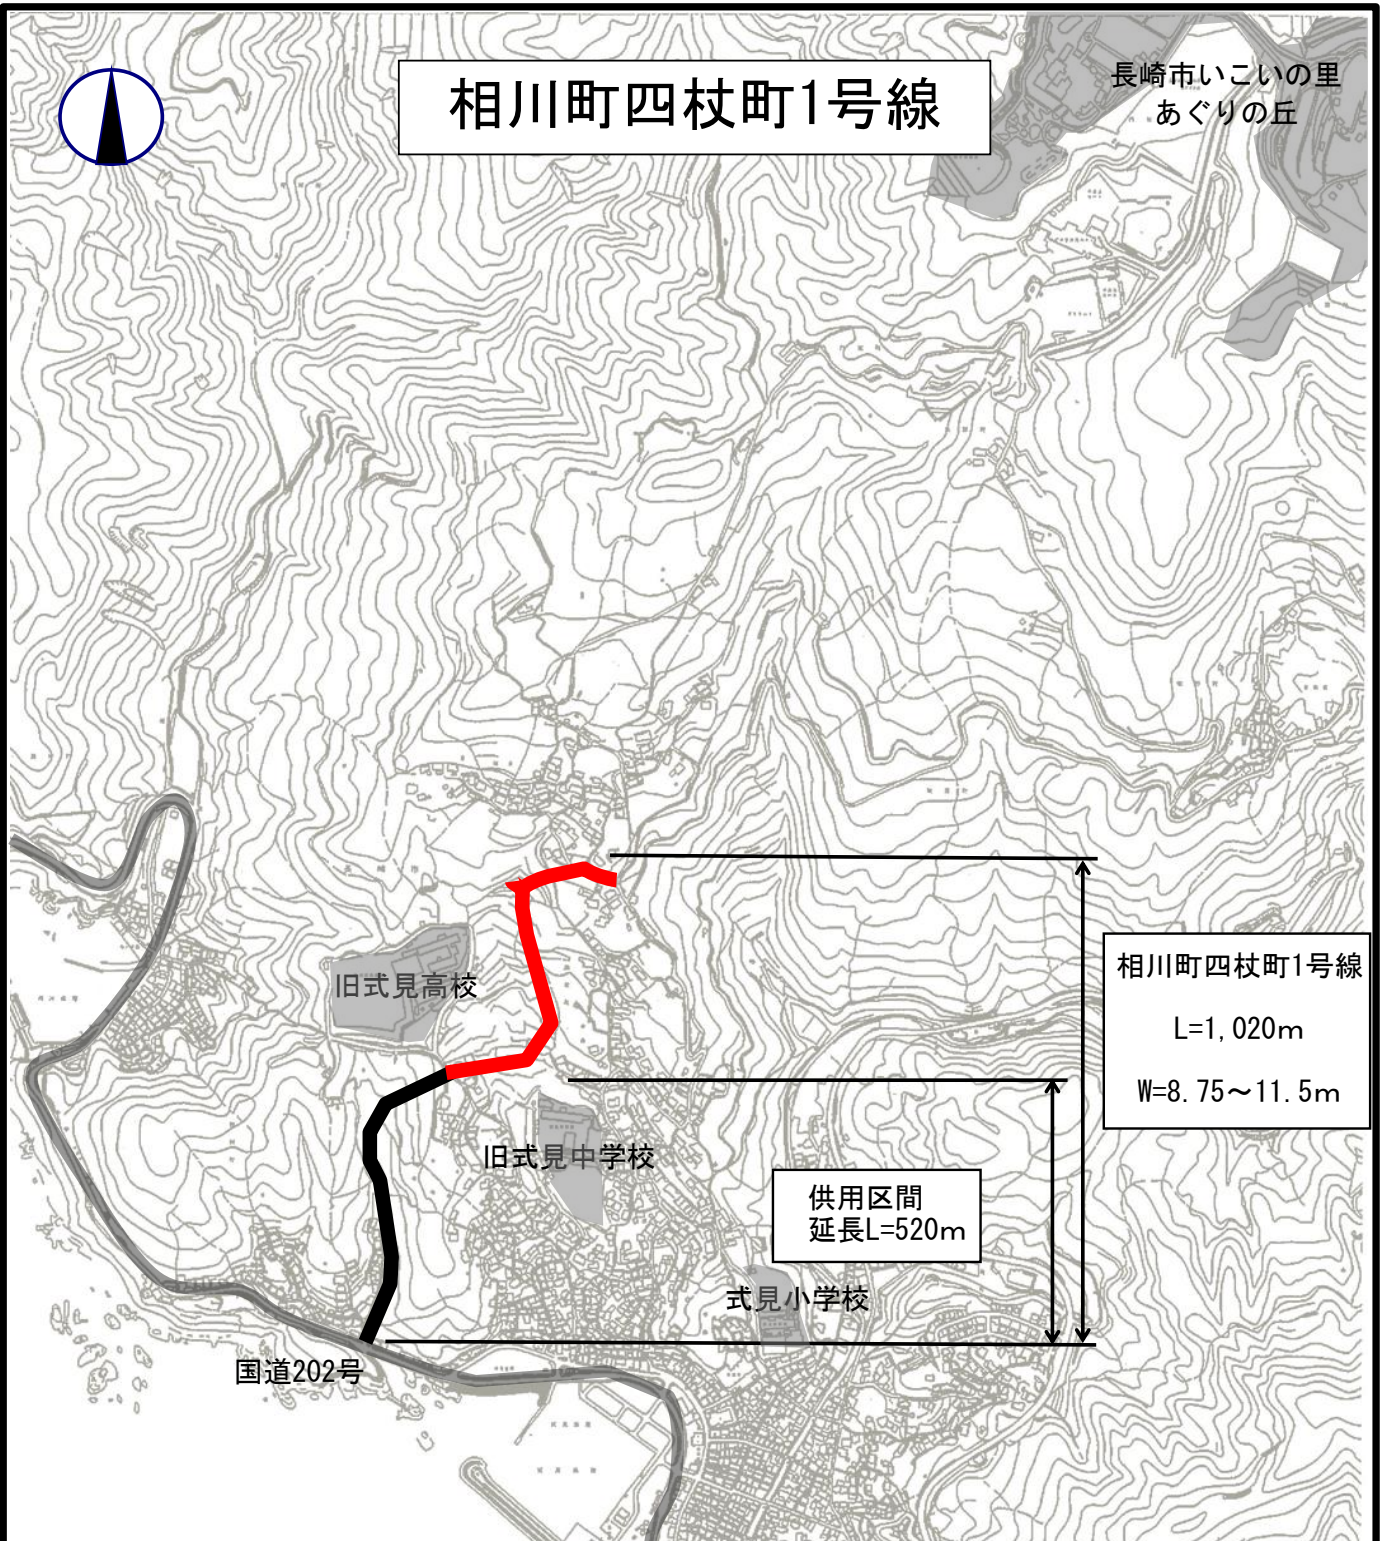 相川町四杖町1号線
長崎市いこいの里
あぐりの丘
旧式見高校
相川町四杖町1号線
L=1,020m
W=8.75～11.5m
旧式見中学校
供用区間
延長L=520m
式見小学校
国道202号